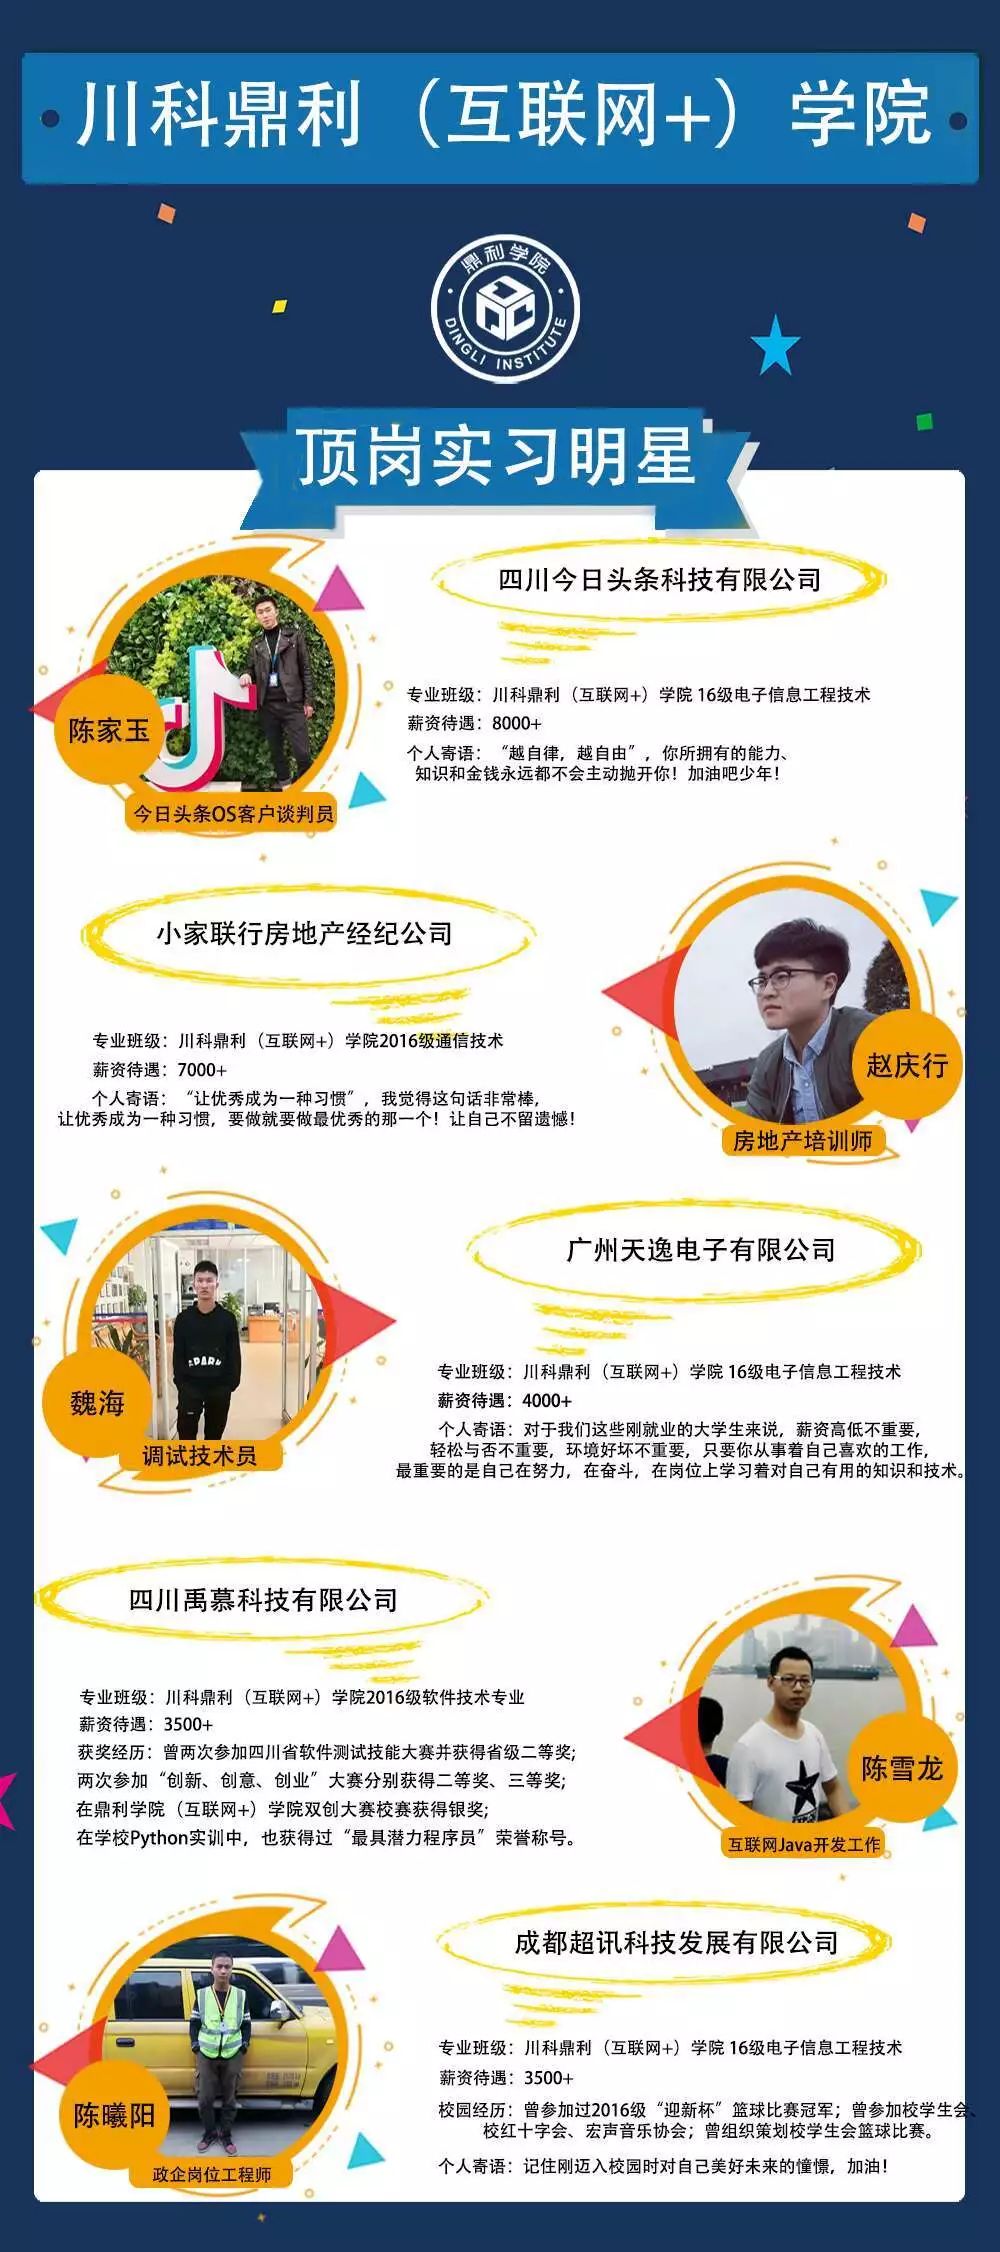 川科鼎利（互联网+）学院
鼎利学院
DINGLI INSTITUTE
顶岗实习明星
四川今日头条科技有限公司
专业班级：川科鼎利（互联网+）学院 16级电子信息工程技术
薪资待遇：8000+
个人寄语：“越自律，越自由”，你所拥有的能力、
知识和金钱永远都不会主动抛开你！加油吧少年！
陈家玉
今日头条OS客户谈判员
小家联行房地产经纪公司
专业班级：川科鼎利（互联网+）学院2016级通信技术
薪资待遇：7000+
个人寄语：“让优秀成为一种习惯”，我觉得这句话非常棒，
让优秀成为一种习惯，要做就要做最优秀的那一个！让自己不留遗憾！
赵庆行
房地产培训师
广州天逸电子有限公司
专业班级：川科鼎利（互联网+）学院 16级电子信息工程技术
薪资待遇：4000+
个人寄语：对于我们这些刚就业的大学生来说，薪资高低不重要，
轻松与否不重要，环境好坏不重要，只要你从事着自己喜欢的工作，
最重要的是自己在努力，在奋斗，在岗位上学习着对自己有用的知识和技术。
魏海
调试技术员
四川禹慕科技有限公司
专业班级：川科鼎利（互联网+）学院2016级软件技术专业
薪资待遇：3500+
获奖经历：曾两次参加四川省软件测试技能大赛并获得省级二等奖;
两次参加“创新、创意、创业”大赛分别获得二等奖、三等奖;
在鼎利学院（互联网+）学院双创大赛校赛获得银奖;
在学校Python实训中，也获得过“最具潜力程序员”荣誉称号。
陈雪龙
互联网Java开发工作
成都超讯科技发展有限公司
专业班级：川科鼎利（互联网+）学院 16级电子信息工程技术
薪资待遇：3500+
校园经历：曾参加过2016级“迎新杯”篮球比赛冠军；曾参加校学生会、
校红十字会、宏声音乐协会；曾组织策划校学生会篮球比赛。
个人寄语：记住刚迈入校园时对自己美好未来的憧憬，加油！
陈曦阳
政企岗位工程师